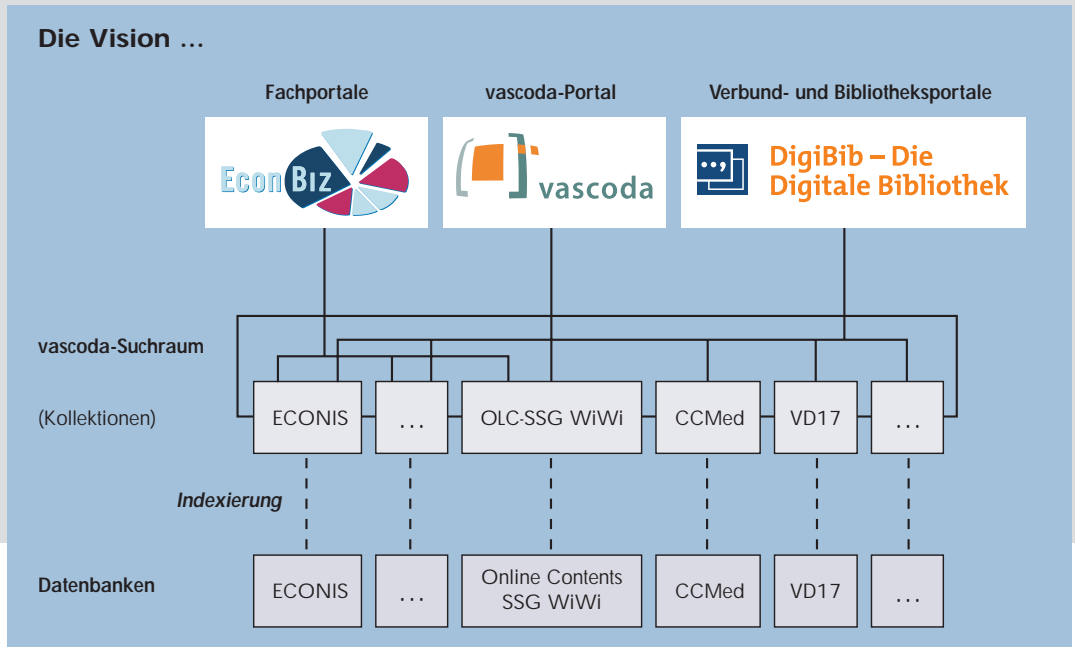 Die Vision ...
Fachportale
vascoda-Portal
Verbund- und Bibliotheksportale
EconBiz
vascoda
DigiBib – Die
Digitale Bibliothek
vascoda-Suchraum
(Kollektionen)
ECONIS
...
OLC-SSG WiWi
CCMed
VD17
...
Indexierung
Datenbanken
ECONIS
...
Online Contents
SSG WiWi
CCMed
VD17
...